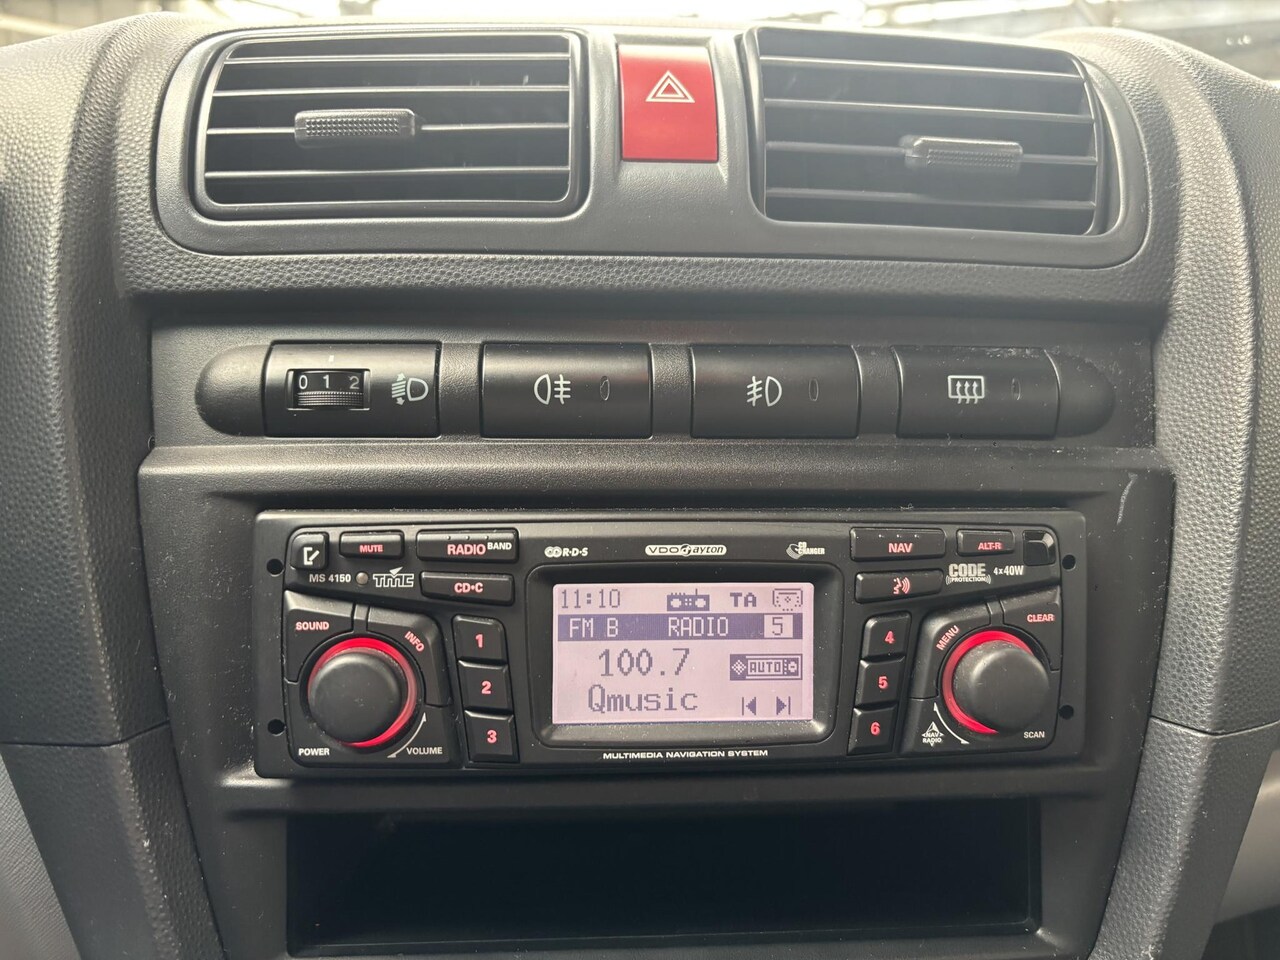 0 1 2
MUTE
RADIO BAND
CD R·D·S
VDO Dayton
CD CHANGER
NAV
ALT-R
MS 4150
TMC
CD•C
CODE PROTECTION
4x40W
SOUND
INFO
POWER
VOLUME
1
2
3
11:10 TA
FM B RADIO 5
100.7 AUTO
Qmusic
4
5
6
MENU
CLEAR
NAV RADIO
SCAN
MULTIMEDIA NAVIGATION SYSTEM